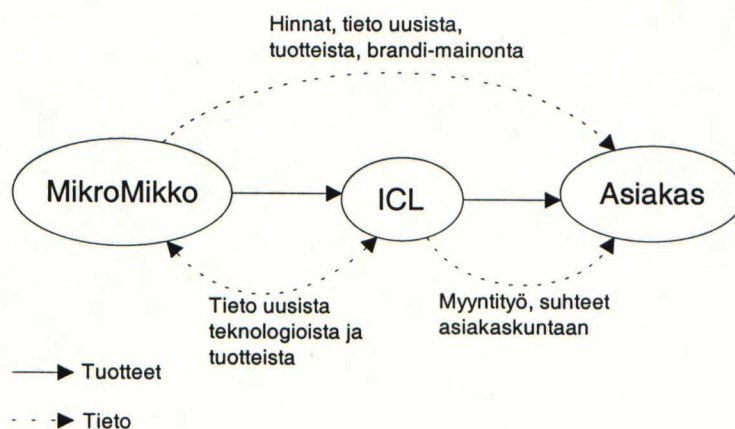 Hinnat, tieto uusista,
tuotteista, brandi-mainonta
MikroMikko
ICL
Asiakas
Tieto uusista
teknologioista ja
tuotteista
Myyntityö, suhteet
asiakaskuntaan
Tuotteet
Tieto